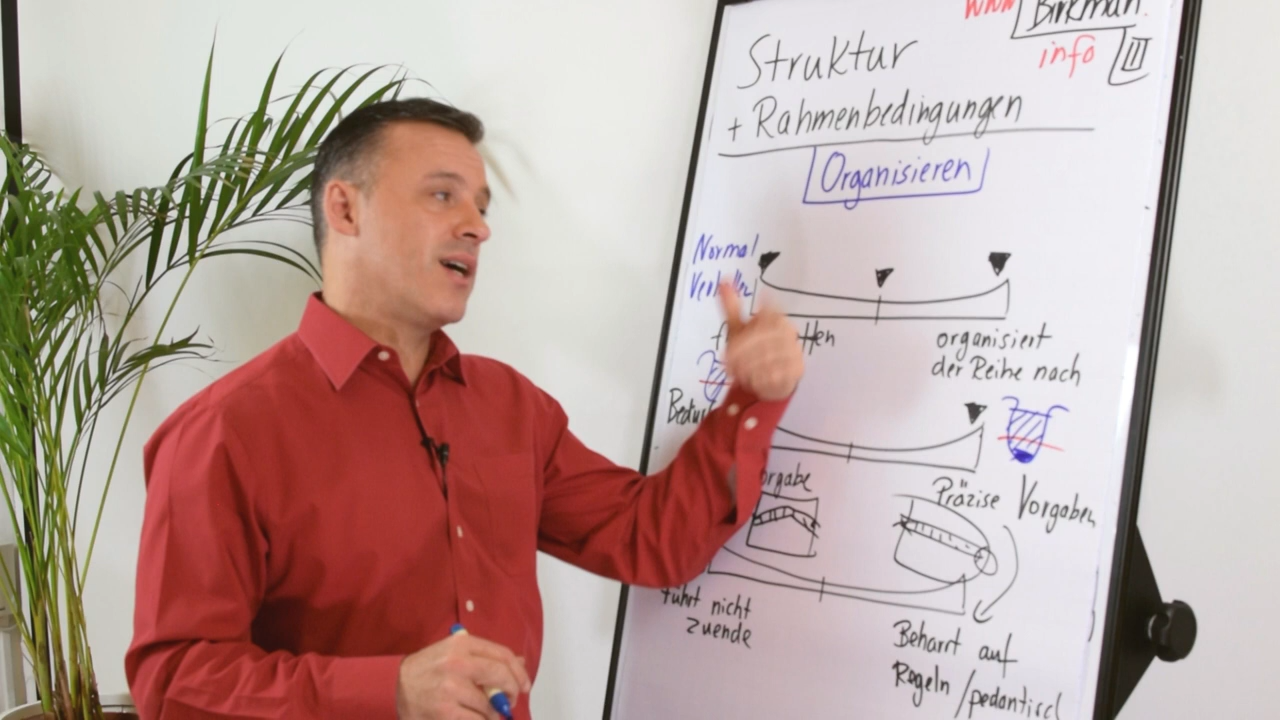 www Birkman.
info
Struktur
+ Rahmenbedingungen
Organisieren
Normal
organisiert
der Reihe nach
Präzise Vorgaben
führt nicht
zuende
Beharrt auf
Regeln / pedantisch